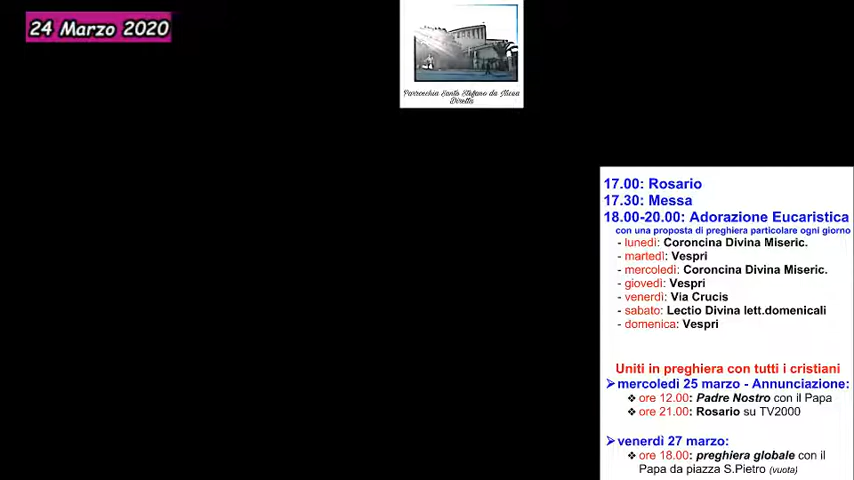 24 Marzo 2020
Parrocchia Santo Stefano da Nicea
Diretta
17.00: Rosario
17.30: Messa
18.00-20.00: Adorazione Eucaristica
con una proposta di preghiera particolare ogni giorno
- lunedì: Coroncina Divina Miseric.
- martedì: Vespri
- mercoledì: Coroncina Divina Miseric.
- giovedì: Vespri
- venerdì: Via Crucis
- sabato: Lectio Divina lett.domenicali
- domenica: Vespri
Uniti in preghiera con tutti i cristiani
➢mercoledì 25 marzo - Annunciazione:
❖ ore 12.00: Padre Nostro con il Papa
❖ ore 21.00: Rosario su TV2000
➢venerdì 27 marzo:
❖ ore 18.00: preghiera globale con il
Papa da piazza S.Pietro (vuota)